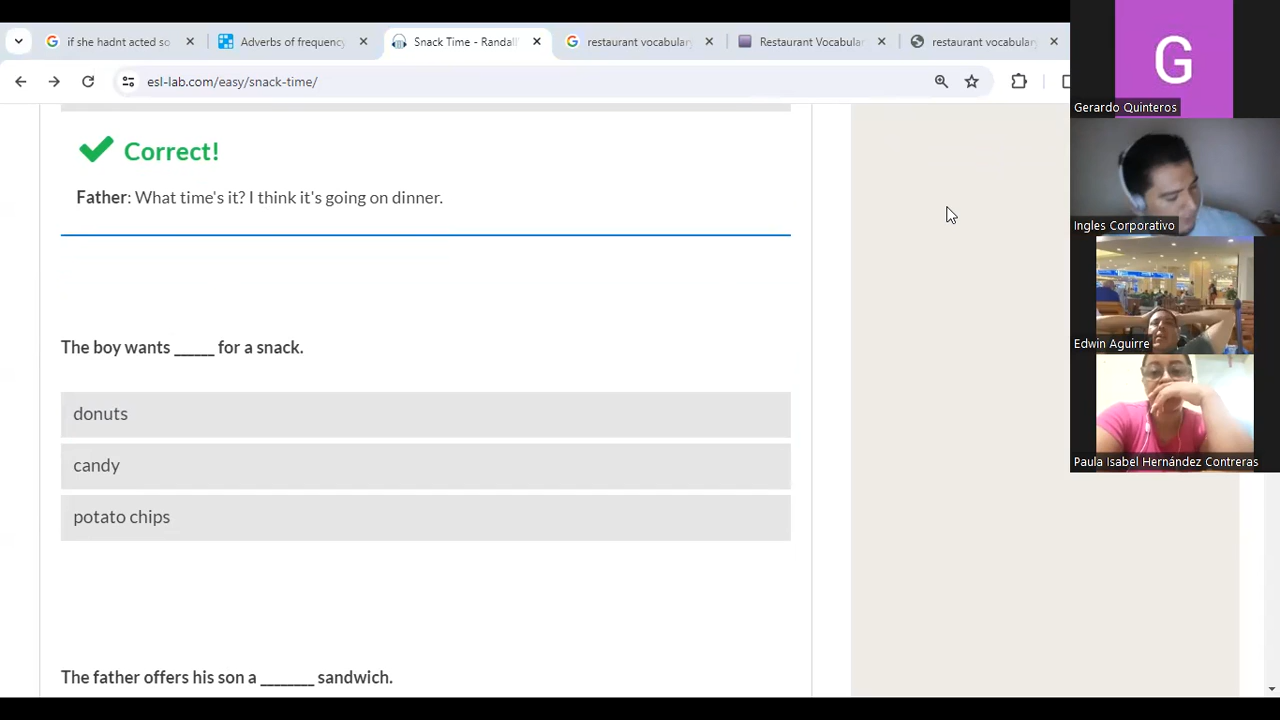 if she hadnt acted so
Adverbs of frequency
Snack Time - Randall'
restaurant vocabulary
Restaurant Vocabular
restaurant vocabulary
esl-lab.com/easy/snack-time/
G
Gerardo Quinteros
Correct!
Father: What time's it? I think it's going on dinner.
Ingles Corporativo
The boy wants ______ for a snack.
Edwin Aguirre
donuts
candy
Paula Isabel Hernández Contreras
potato chips
The father offers his son a ________ sandwich.